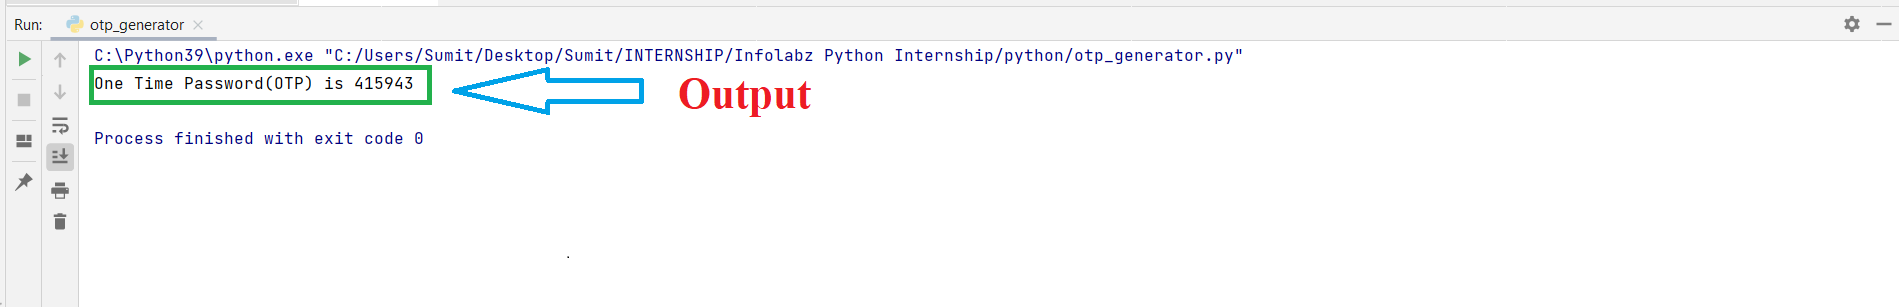 Run: otp_generator
C:\Python39\python.exe "C:/Users/Sumit/Desktop/Sumit/INTERNSHIP/Infolabz Python Internship/python/otp_generator.py"
One Time Password(OTP) is 415943
Output
Process finished with exit code 0